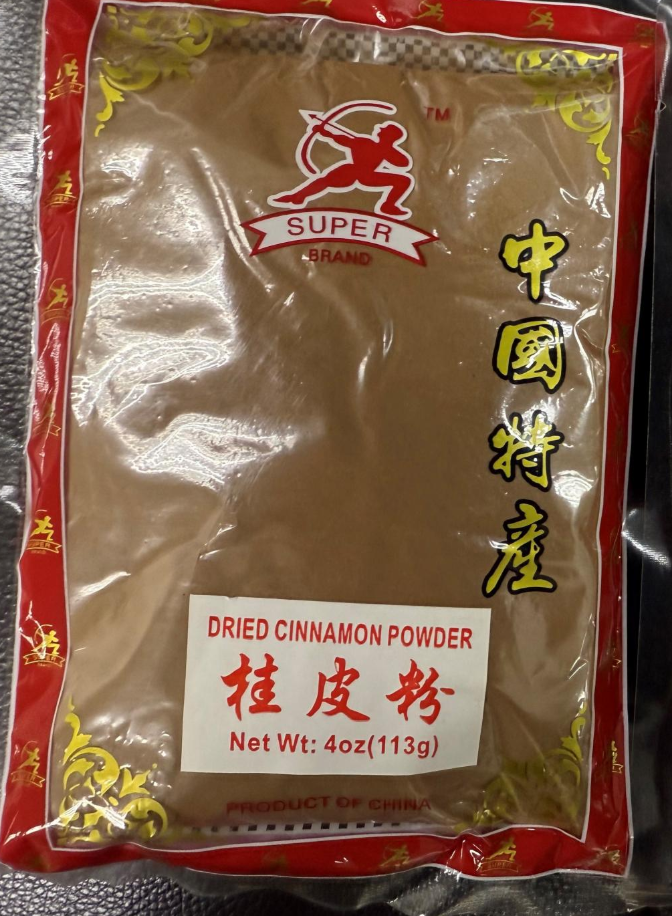 TM
SUPER
BRAND
中國特產
DRIED CINNAMON POWDER
桂皮粉
Net Wt: 4oz(113g)
PRODUCT OF CHINA